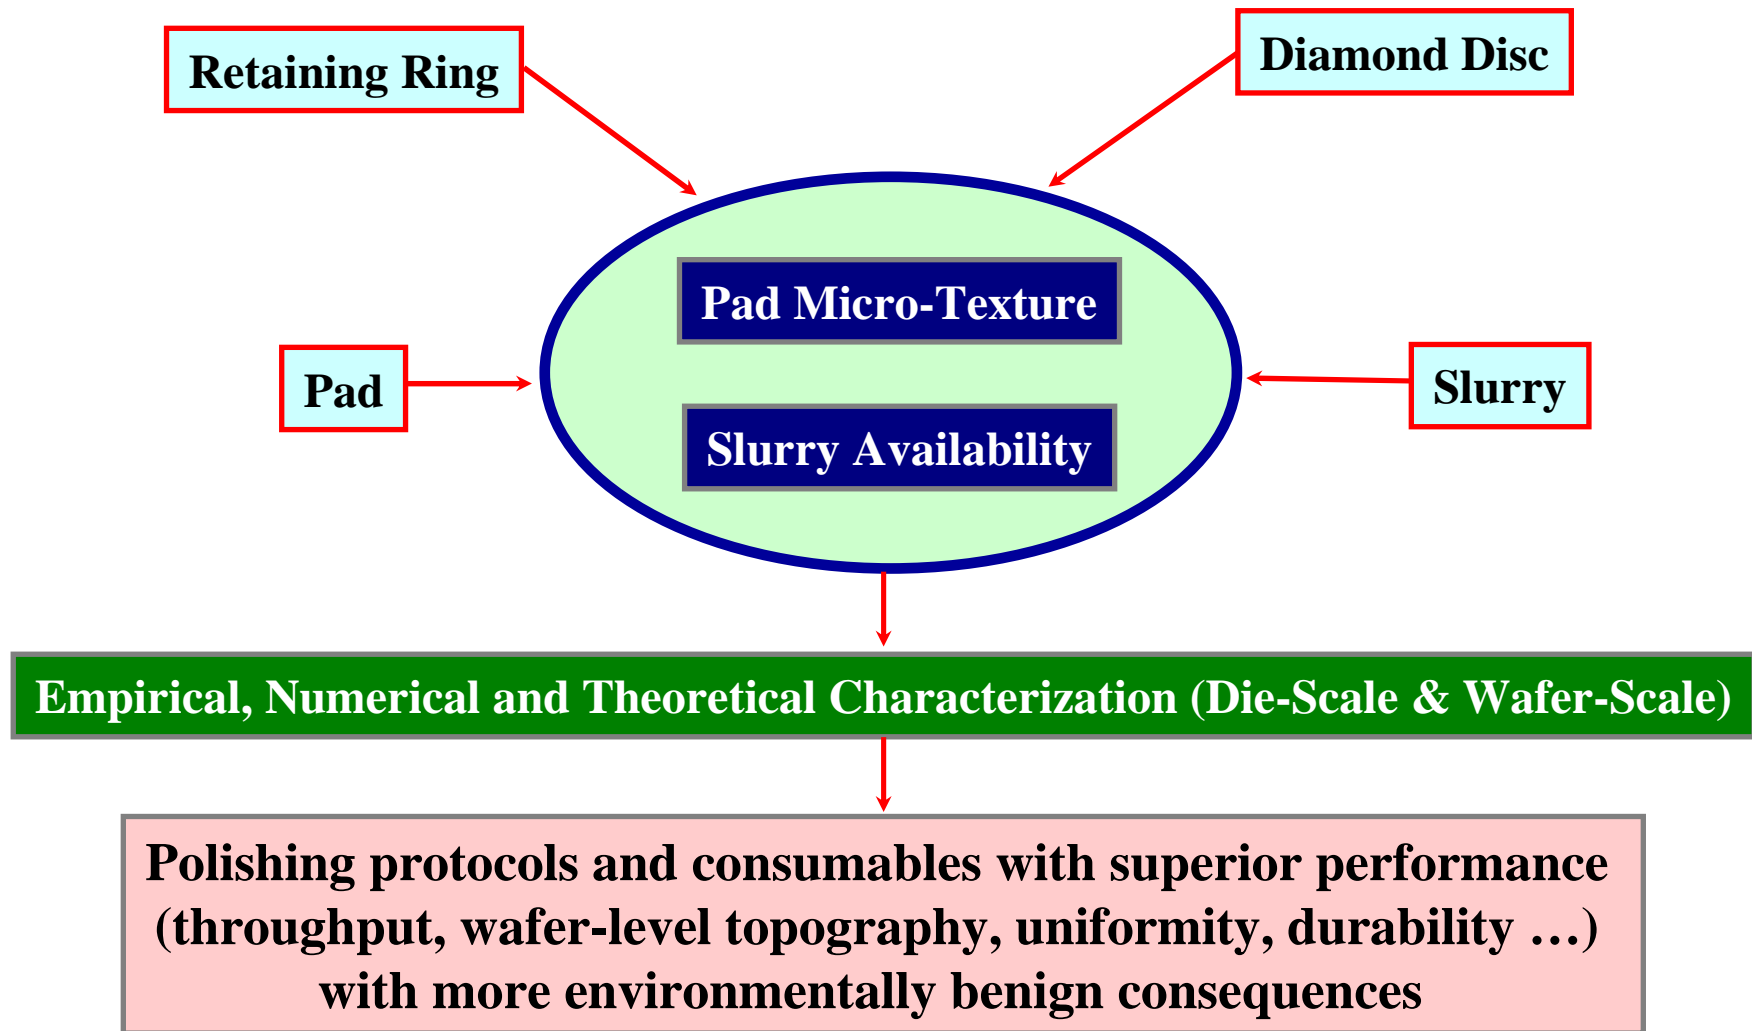 Retaining Ring
Diamond Disc
Pad Micro-Texture
Pad
Slurry
Slurry Availability
Empirical, Numerical and Theoretical Characterization (Die-Scale & Wafer-Scale)
Polishing protocols and consumables with superior performance
(throughput, wafer-level topography, uniformity, durability …)
with more environmentally benign consequences